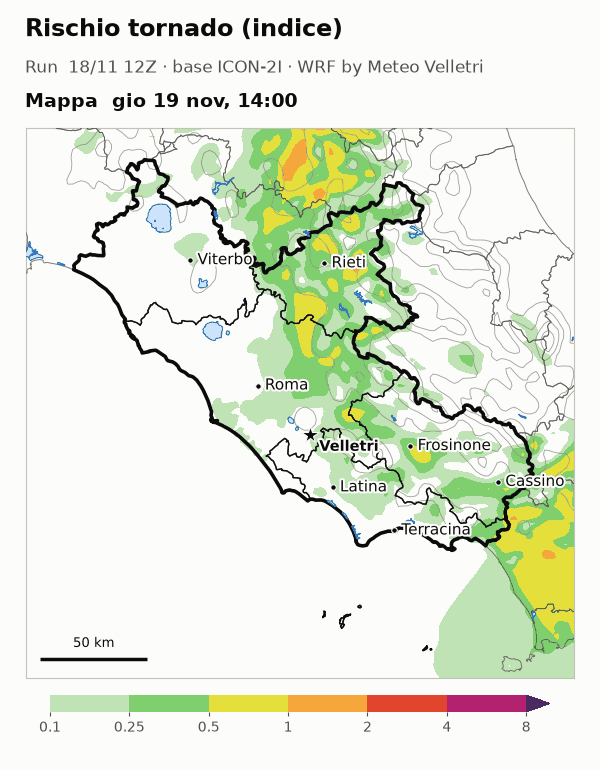 Rischio tornado (indice)
Run  18/11 12Z · base ICON-2I · WRF by Meteo Velletri
Mappa  gio 19 nov, 14:00
Viterbo
Rieti
Roma
Velletri
Frosinone
Cassino
Latina
Terracina
50 km
0.1 0.25 0.5 1 2 4 8